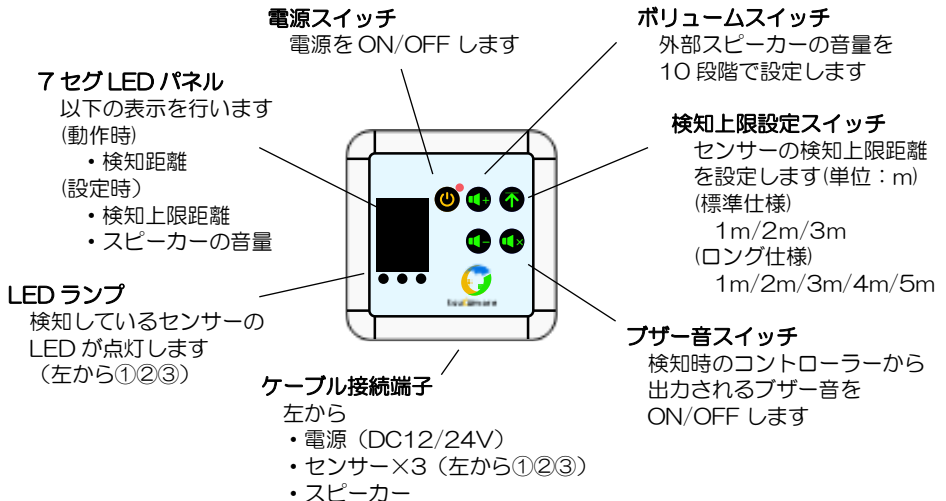 電源スイッチ
電源を ON/OFF します
ボリュームスイッチ
外部スピーカーの音量を
10 段階で設定します
7 セグ LED パネル
以下の表示を行います
(動作時)
・検知距離
(設定時)
・検知上限距離
・スピーカーの音量
検知上限設定スイッチ
センサーの検知上限距離
を設定します(単位：m)
(標準仕様)
1m/2m/3m
(ロング仕様)
1m/2m/3m/4m/5m
LED ランプ
検知しているセンサーの
LED が点灯します
（左から①②③）
ブザー音スイッチ
検知時のコントローラーから
出力されるブザー音を
ON/OFF します
ケーブル接続端子
左から
・電源（DC12/24V）
・センサー×3（左から①②③）
・スピーカー